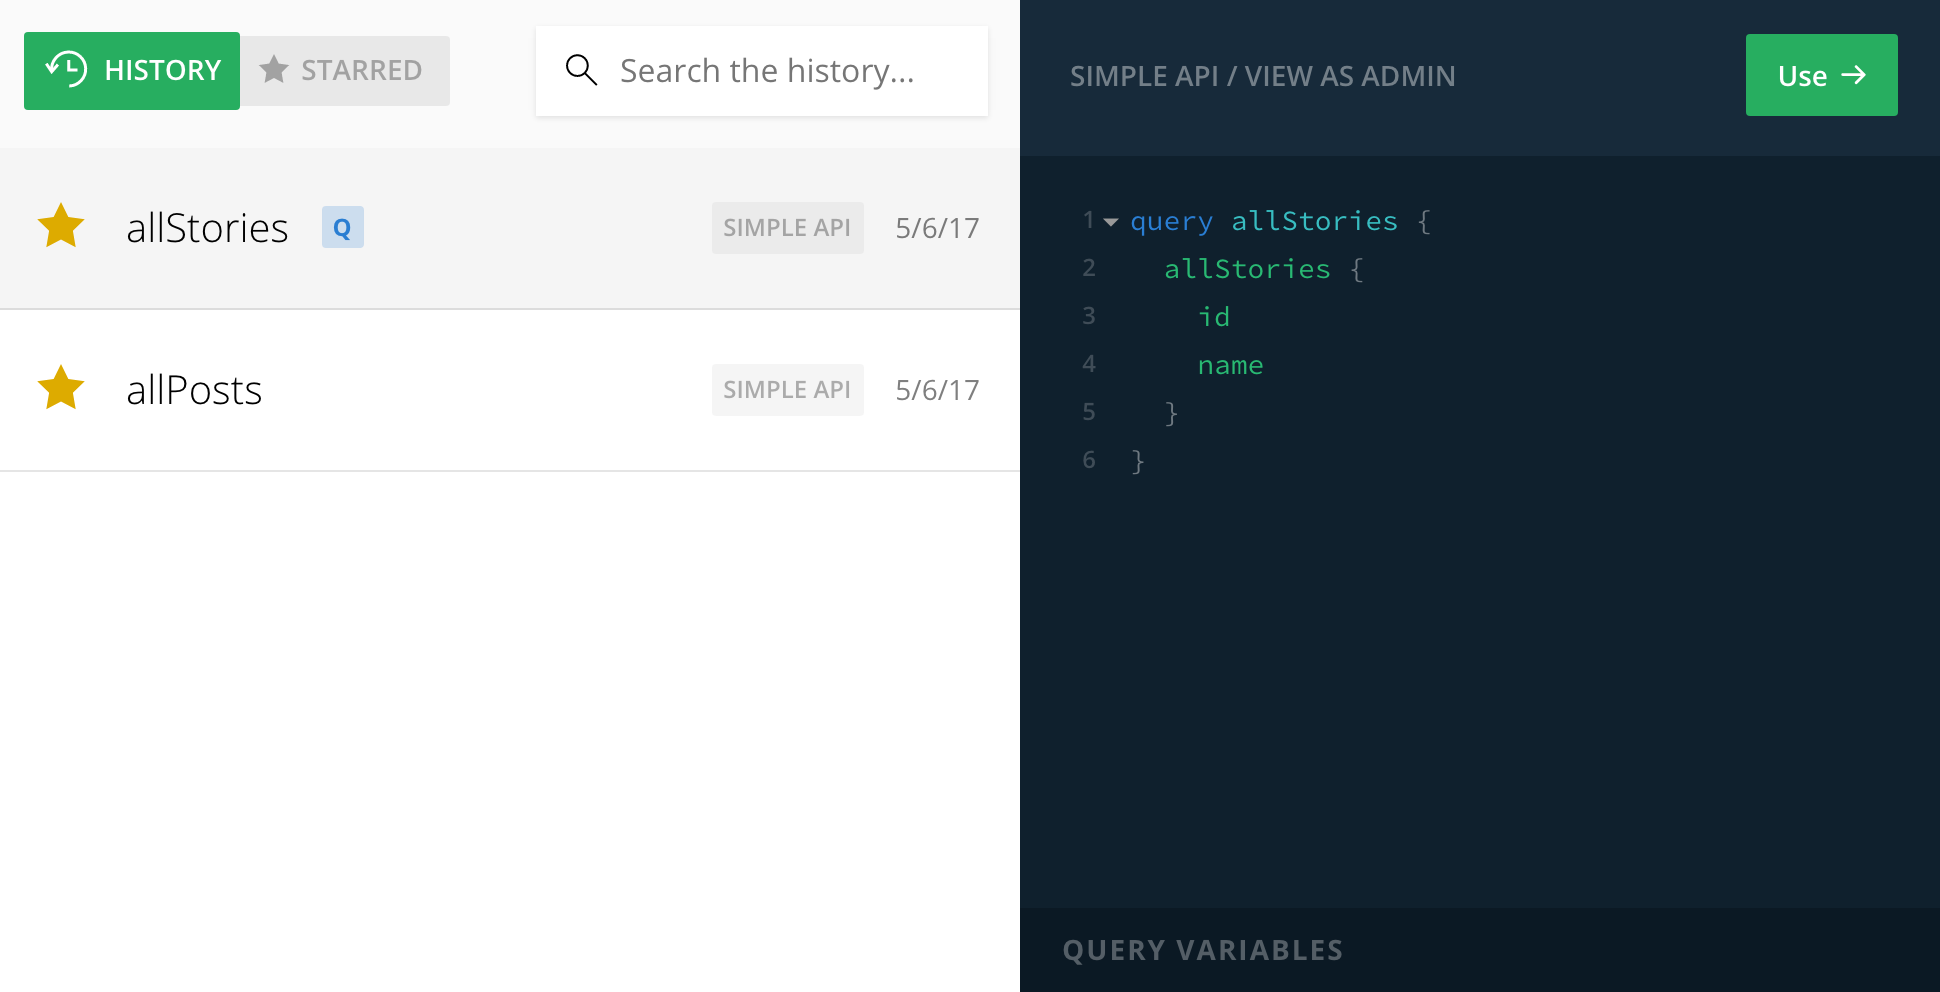 HISTORY STARRED
Search the history...
allStories Q SIMPLE API 5/6/17
allPosts SIMPLE API 5/6/17
SIMPLE API / VIEW AS ADMIN
Use →
1 query allStories {
2   allStories {
3     id
4     name
5   }
6 }
QUERY VARIABLES